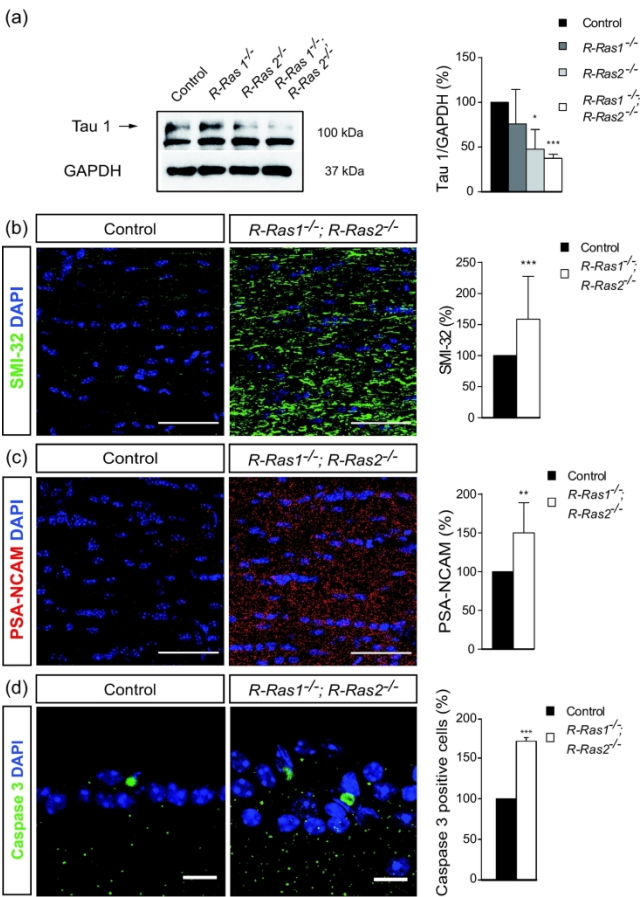 (a)
Control
R-Ras 1-/-
R-Ras 2-/-
R-Ras 1-/-;
R-Ras 2-/-
Tau 1 →
100 kDa
GAPDH
37 kDa
Tau 1/GAPDH (%)
150
100
50
0
*
***
Control
R-Ras1-/-
R-Ras2-/-
R-Ras1-/-;
R-Ras2-/-
(b)
Control
R-Ras1-/-; R-Ras2-/-
SMI-32 DAPI
Control
R-Ras1-/-;
R-Ras2-/-
SMI-32 (%)
250
200
150
100
50
0
***
(c)
Control
R-Ras1-/-; R-Ras2-/-
PSA-NCAM DAPI
Control
R-Ras1-/-;
R-Ras2-/-
PSA-NCAM (%)
200
150
100
50
0
**
(d)
Control
R-Ras1-/-; R-Ras2-/-
Caspase 3 DAPI
Control
R-Ras1-/-;
R-Ras2-/-
Caspase 3 positive cells (%)
200
150
100
50
0
***